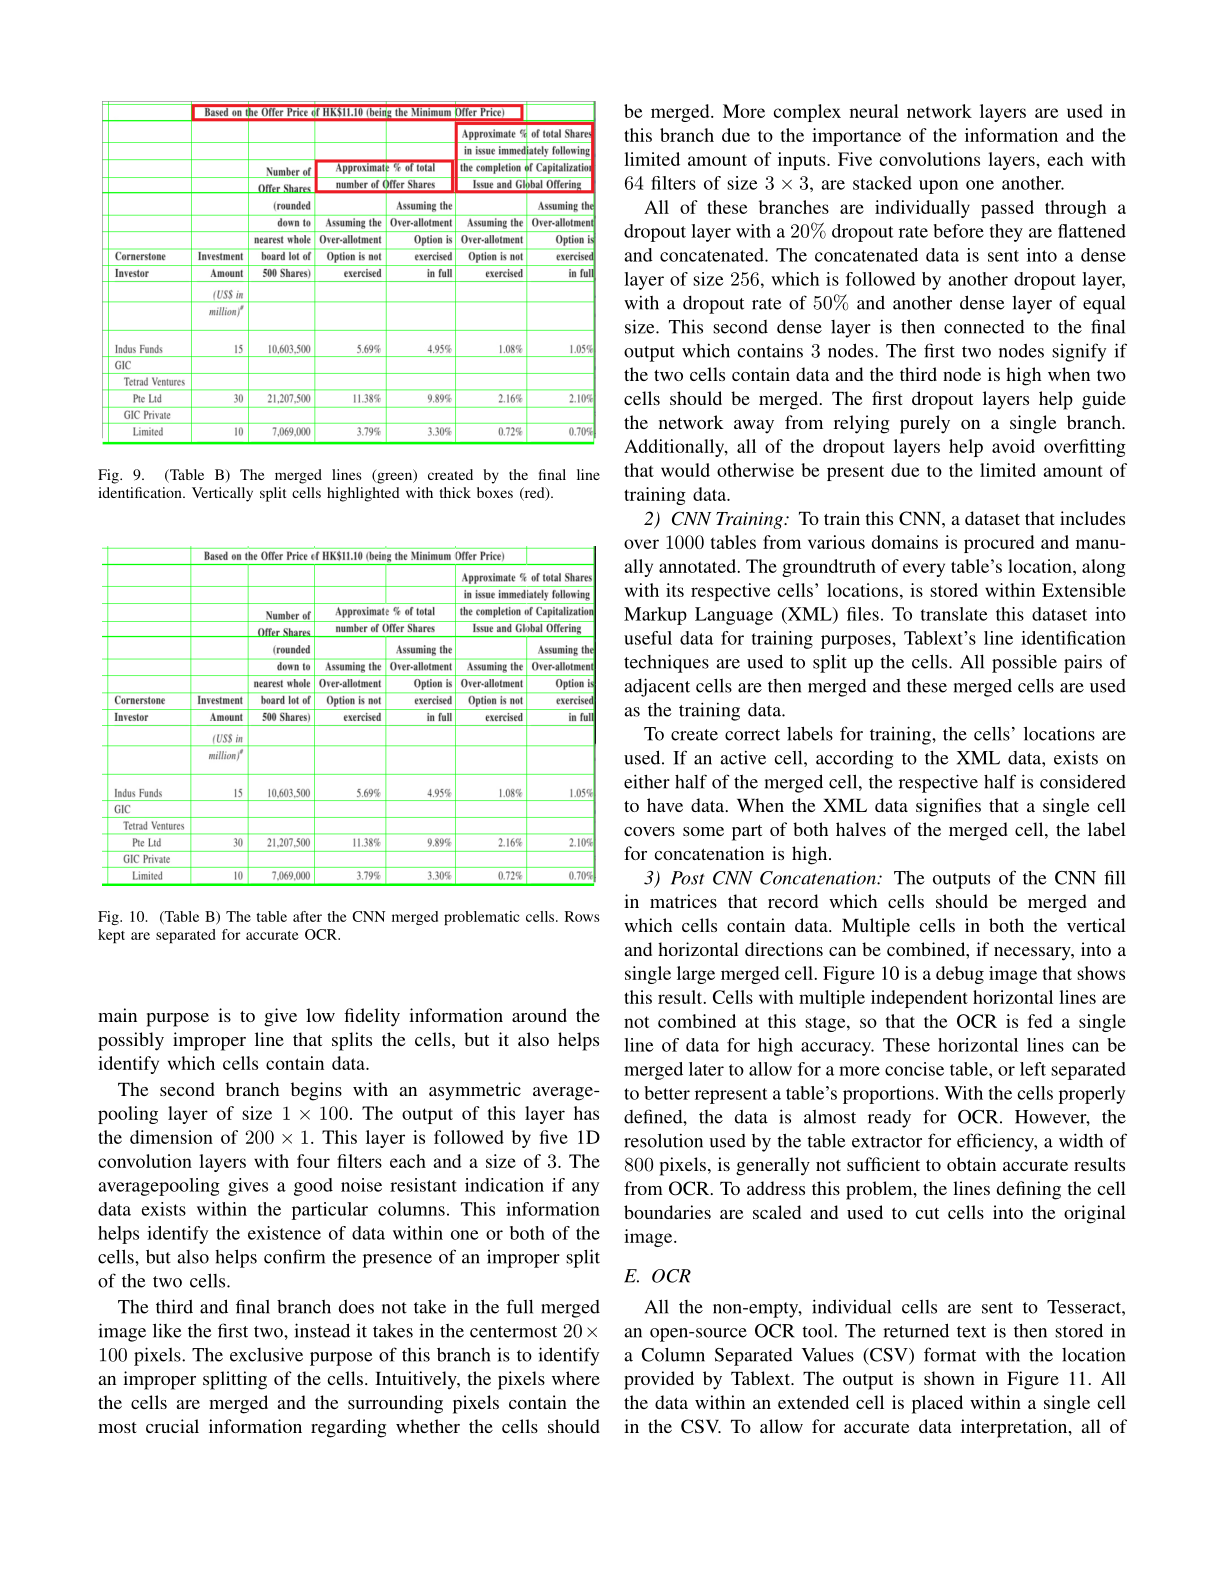 Based on the Offer Price of HK$11.10 (being the Minimum Offer Price)
Approximate % of total Shares
in issue immediately following
Number of Approximate % of total the completion of Capitalization
Offer Shares number of Offer Shares Issue and Global Offering
(rounded Assuming the Assuming the
down to Assuming the Over-allotment Assuming the Over-allotment
nearest whole Over-allotment Option is Over-allotment Option is
Cornerstone Investment board lot of Option is not exercised Option is not exercised
Investor Amount 500 Shares) exercised in full exercised in full
(US$ in
million)#
Indus Funds 15 10,603,500 5.69% 4.95% 1.08% 1.05%
GIC
Tetrad Ventures
Pte Ltd 30 21,207,500 11.38% 9.89% 2.16% 2.10%
GIC Private
Limited 10 7,069,000 3.79% 3.30% 0.72% 0.70%
Fig. 9. (Table B) The merged lines (green) created by the final line
identification. Vertically split cells highlighted with thick boxes (red).
Based on the Offer Price of HK$11.10 (being the Minimum Offer Price)
Approximate % of total Shares
in issue immediately following
Number of Approximate % of total the completion of Capitalization
Offer Shares number of Offer Shares Issue and Global Offering
(rounded Assuming the Assuming the
down to Assuming the Over-allotment Assuming the Over-allotment
nearest whole Over-allotment Option is Over-allotment Option is
Cornerstone Investment board lot of Option is not exercised Option is not exercised
Investor Amount 500 Shares) exercised in full exercised in full
(US$ in
million)#
Indus Funds 15 10,603,500 5.69% 4.95% 1.08% 1.05%
GIC
Tetrad Ventures
Pte Ltd 30 21,207,500 11.38% 9.89% 2.16% 2.10%
GIC Private
Limited 10 7,069,000 3.79% 3.30% 0.72% 0.70%
Fig. 10. (Table B) The table after the CNN merged problematic cells. Rows
kept are separated for accurate OCR.
main purpose is to give low fidelity information around the
possibly improper line that splits the cells, but it also helps
identify which cells contain data.
The second branch begins with an asymmetric average-
pooling layer of size 1 × 100. The output of this layer has
the dimension of 200 × 1. This layer is followed by five 1D
convolution layers with four filters each and a size of 3. The
averagepooling gives a good noise resistant indication if any
data exists within the particular columns. This information
helps identify the existence of data within one or both of the
cells, but also helps confirm the presence of an improper split
of the two cells.
The third and final branch does not take in the full merged
image like the first two, instead it takes in the centermost 20×
100 pixels. The exclusive purpose of this branch is to identify
an improper splitting of the cells. Intuitively, the pixels where
the cells are merged and the surrounding pixels contain the
most crucial information regarding whether the cells should
be merged. More complex neural network layers are used in
this branch due to the importance of the information and the
limited amount of inputs. Five convolutions layers, each with
64 filters of size 3 × 3, are stacked upon one another.
All of these branches are individually passed through a
dropout layer with a 20% dropout rate before they are flattened
and concatenated. The concatenated data is sent into a dense
layer of size 256, which is followed by another dropout layer,
with a dropout rate of 50% and another dense layer of equal
size. This second dense layer is then connected to the final
output which contains 3 nodes. The first two nodes signify if
the two cells contain data and the third node is high when two
cells should be merged. The first dropout layers help guide
the network away from relying purely on a single branch.
Additionally, all of the dropout layers help avoid overfitting
that would otherwise be present due to the limited amount of
training data.
2) CNN Training: To train this CNN, a dataset that includes
over 1000 tables from various domains is procured and manu-
ally annotated. The groundtruth of every table's location, along
with its respective cells' locations, is stored within Extensible
Markup Language (XML) files. To translate this dataset into
useful data for training purposes, Tablext's line identification
techniques are used to split up the cells. All possible pairs of
adjacent cells are then merged and these merged cells are used
as the training data.
To create correct labels for training, the cells' locations are
used. If an active cell, according to the XML data, exists on
either half of the merged cell, the respective half is considered
to have data. When the XML data signifies that a single cell
covers some part of both halves of the merged cell, the label
for concatenation is high.
3) Post CNN Concatenation: The outputs of the CNN fill
in matrices that record which cells should be merged and
which cells contain data. Multiple cells in both the vertical
and horizontal directions can be combined, if necessary, into a
single large merged cell. Figure 10 is a debug image that shows
this result. Cells with multiple independent horizontal lines are
not combined at this stage, so that the OCR is fed a single
line of data for high accuracy. These horizontal lines can be
merged later to allow for a more concise table, or left separated
to better represent a table's proportions. With the cells properly
defined, the data is almost ready for OCR. However, the
resolution used by the table extractor for efficiency, a width of
800 pixels, is generally not sufficient to obtain accurate results
from OCR. To address this problem, the lines defining the cell
boundaries are scaled and used to cut cells into the original
image.
E. OCR
All the non-empty, individual cells are sent to Tesseract,
an open-source OCR tool. The returned text is then stored in
a Column Separated Values (CSV) format with the location
provided by Tablext. The output is shown in Figure 11. All
the data within an extended cell is placed within a single cell
in the CSV. To allow for accurate data interpretation, all of